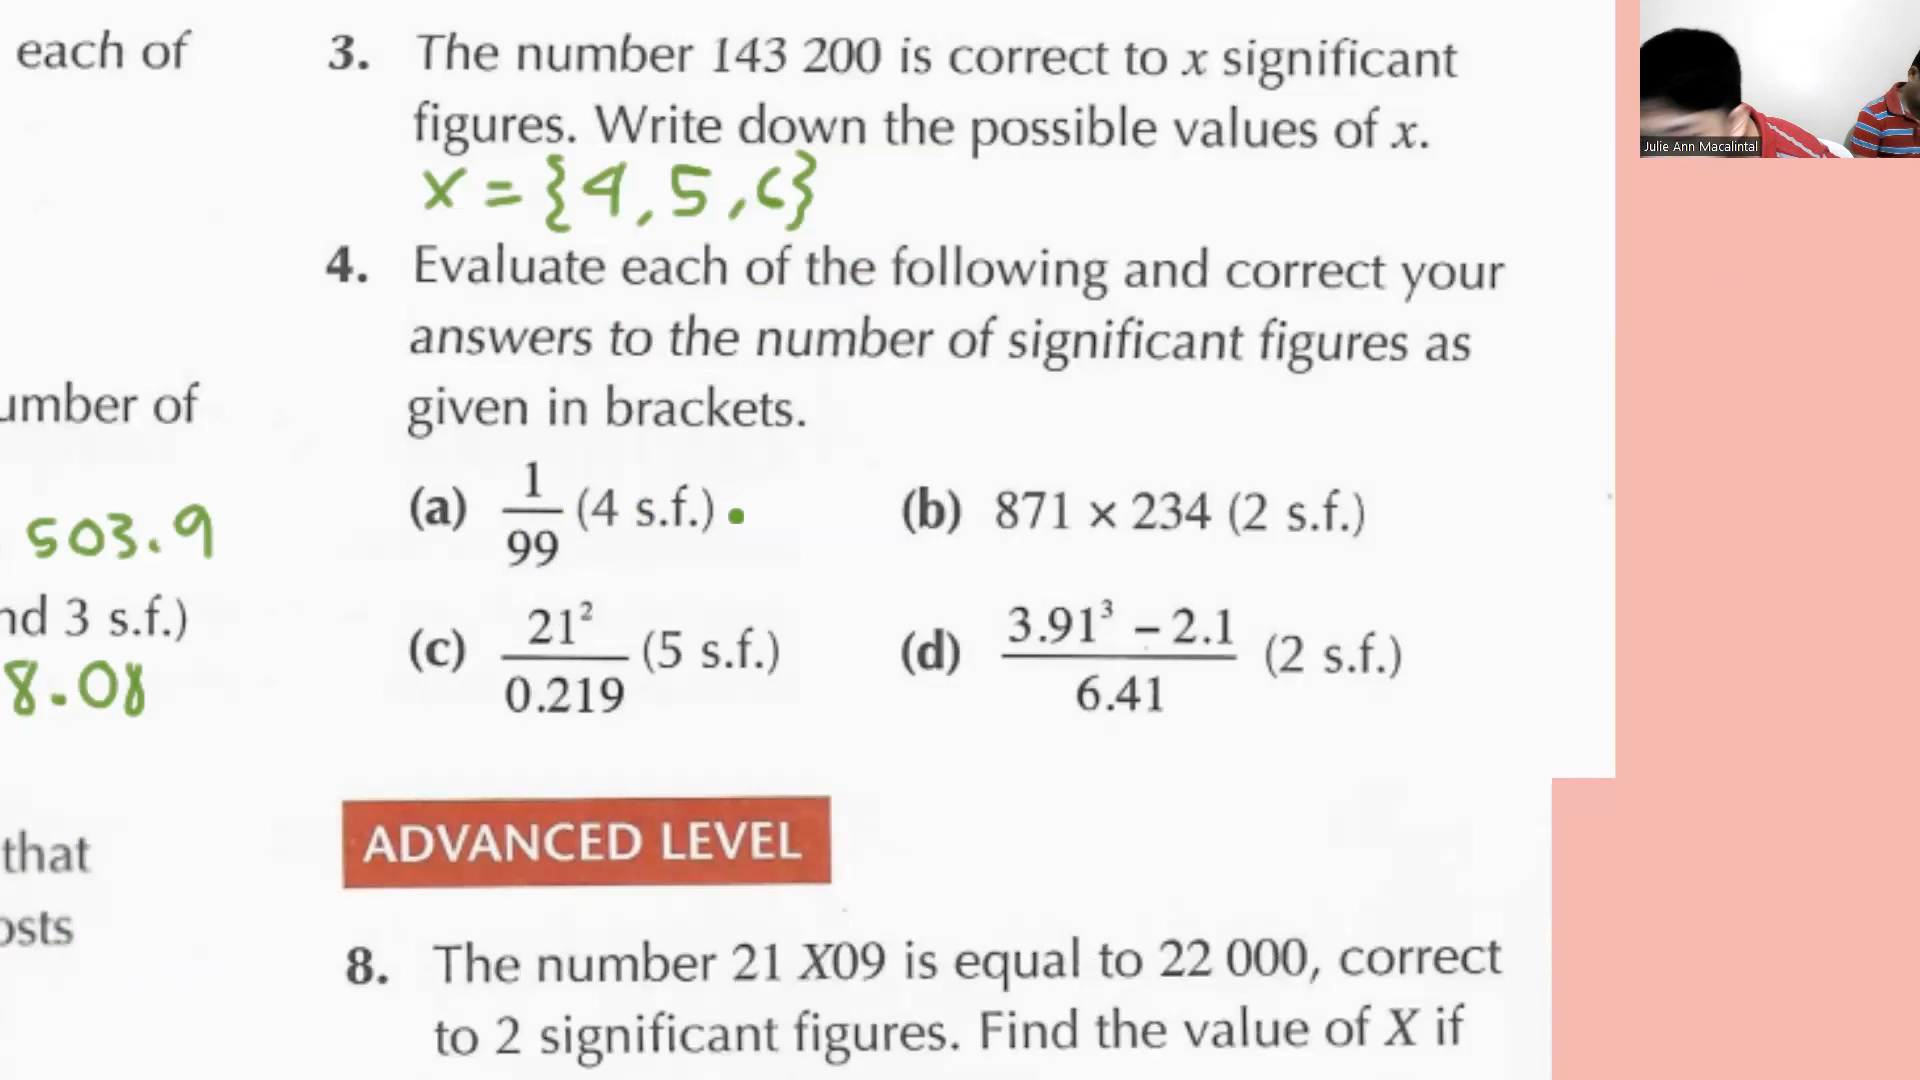 each of
umber of
503.9
nd 3 s.f.)
8.08
that
osts
3. The number 143 200 is correct to x significant
figures. Write down the possible values of x.
x = {4, 5, 6}
4. Evaluate each of the following and correct your
answers to the number of significant figures as
given in brackets.
(a) 1/99 (4 s.f.) (b) 871 × 234 (2 s.f.)
(c) 21²/0.219 (5 s.f.) (d) 3.91³ – 2.1/6.41 (2 s.f.)
ADVANCED LEVEL
8. The number 21 X09 is equal to 22 000, correct
to 2 significant figures. Find the value of X if
Julie Ann Macalintal